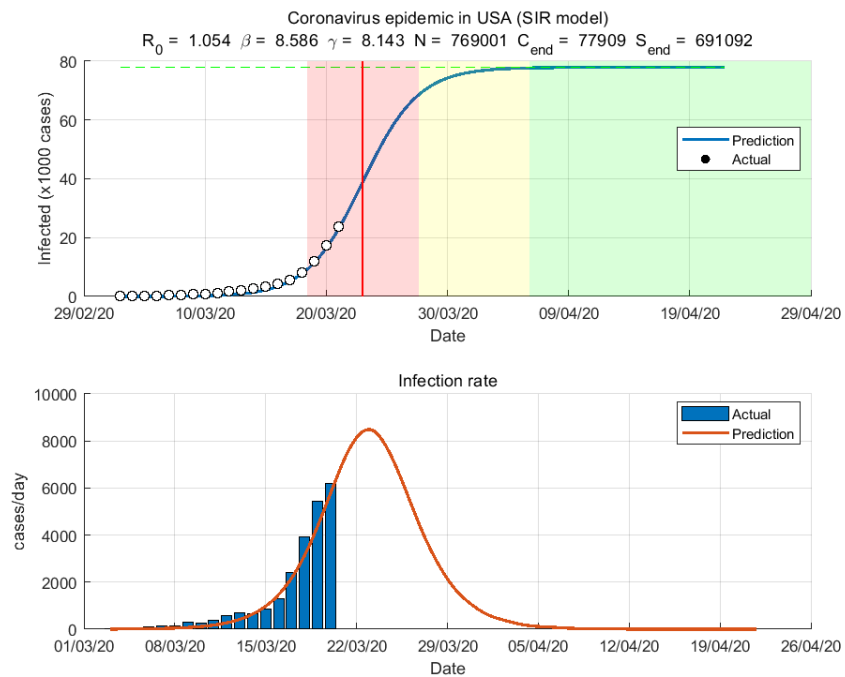 Coronavirus epidemic in USA (SIR model)
R0 = 1.054 β = 8.586 γ = 8.143 N = 769001 Cend = 77909 Send = 691092
80
60
40
20
0
Infected (x1000 cases)
Prediction
Actual
29/02/20 10/03/20 20/03/20 30/03/20 09/04/20 19/04/20 29/04/20
Date
Infection rate
10000
8000
6000
4000
2000
0
cases/day
Actual
Prediction
01/03/20 08/03/20 15/03/20 22/03/20 29/03/20 05/04/20 12/04/20 19/04/20 26/04/20
Date